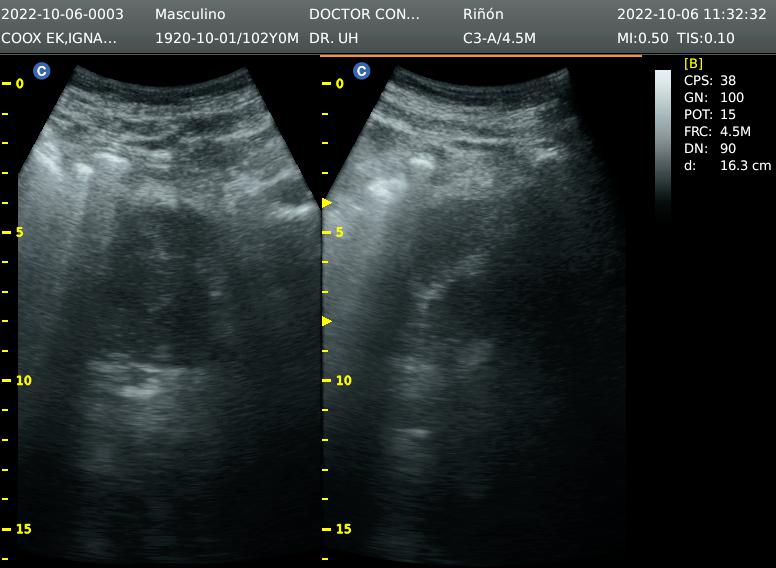 2022-10-06-0003 Masculino DOCTOR CON... Riñón 2022-10-06 11:32:32
COOX EK,IGNA... 1920-10-01/102Y0M DR. UH C3-A/4.5M MI:0.50 TIS:0.10
C C
[B]
CPS: 38
GN: 100
POT: 15
FRC: 4.5M
DN: 90
d: 16.3 cm
0 0
5 5
10 10
15 15